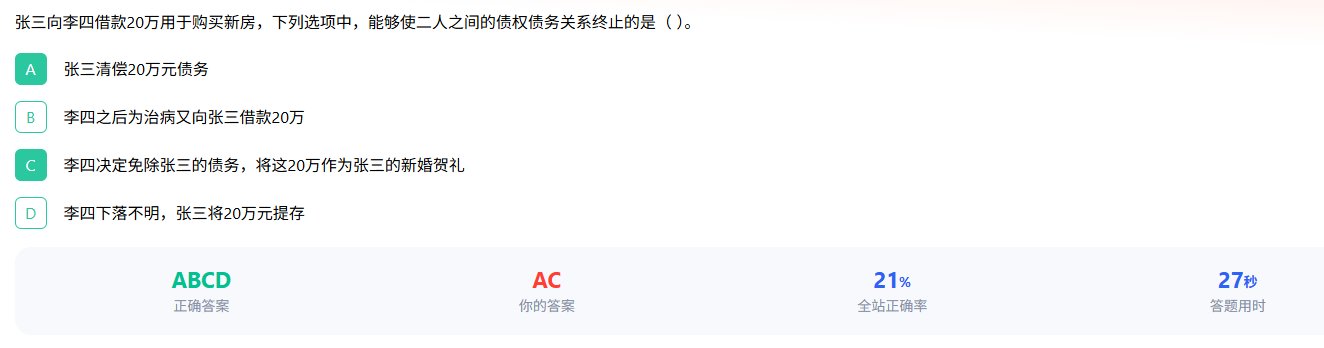 张三向李四借款20万用于购买新房，下列选项中，能够使二人之间的债权债务关系终止的是（ ）。
A 张三清偿20万元债务
B 李四之后为治病又向张三借款20万
C 李四决定免除张三的债务，将这20万作为张三的新婚贺礼
D 李四下落不明，张三将20万元提存
ABCD AC 21% 27秒
正确答案 你的答案 全站正确率 答题用时